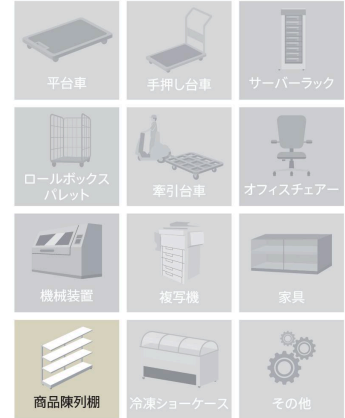 平台車
手押し台車
サーバーラック
ロールボックス
パレット
牽引台車
オフィスチェアー
機械装置
複写機
家具
商品陳列棚
冷凍ショーケース
その他